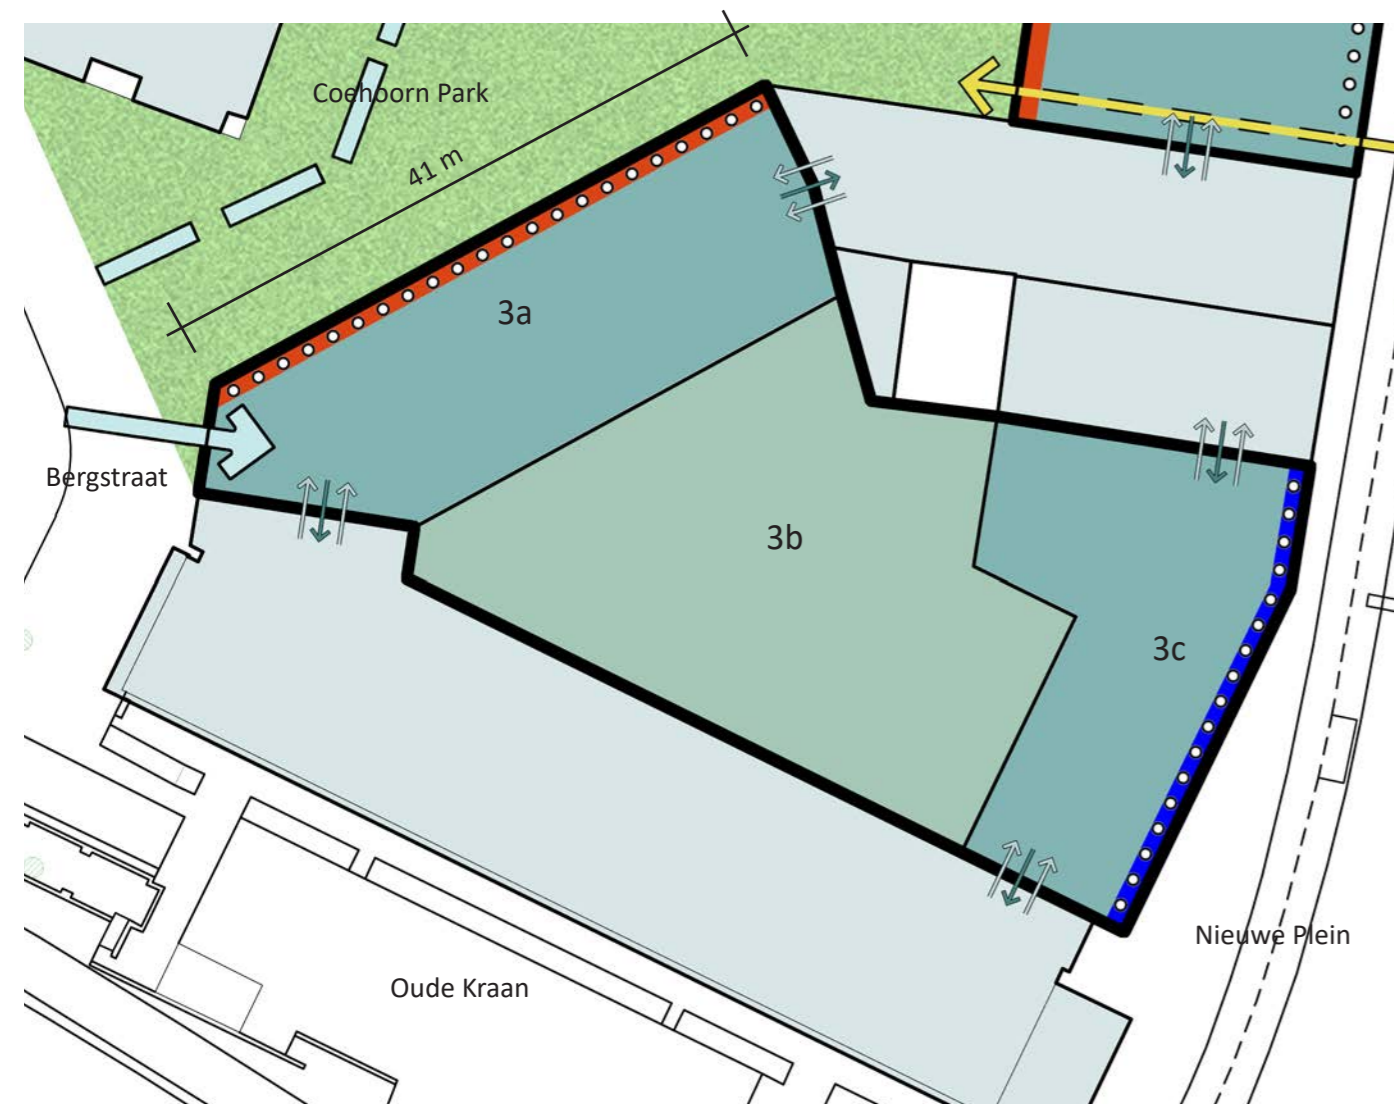 Coehoorn Park
41 m
3a
Bergstraat
3b
3c
Nieuwe Plein
Oude Kraan